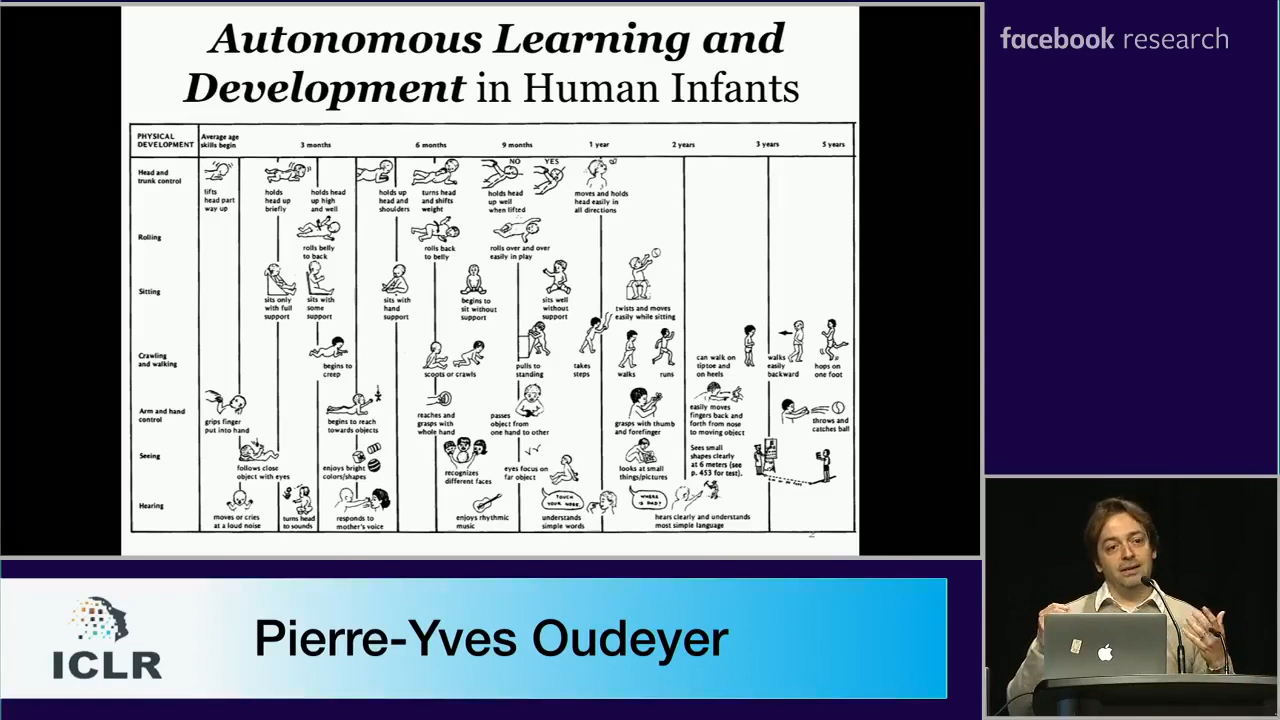 Autonomous Learning and
Development in Human Infants
facebook research
PHYSICAL
DEVELOPMENT
Average age
skills begin
3 months
6 months
9 months
1 year
2 years
3 years
5 years
Head and
trunk control
lifts
head part
way up
holds
head up
briefly
holds head
up high
and well
holds up
head and
shoulders
turns head
and shifts
weight
NO
YES
holds head
up well
when lifted
moves and holds
head easily in
all directions
Rolling
rolls belly
to back
rolls back
to belly
rolls over and over
easily in play
Sitting
sits only
with full
support
sits with
some
support
sits with
hand
support
begins to
sit without
support
sits well
without
support
twists and moves
easily while sitting
Crawling
and walking
begins to
creep
scoots or crawls
pulls to
standing
takes
steps
walks
runs
can walk on
tiptoe and
on heels
walks
easily
backward
hops on
one foot
Arm and hand
control
grips finger
put into hand
begins to reach
towards objects
reaches and
grasps with
whole hand
passes
object from
one hand to other
grasps with thumb
and forefinger
easily moves
fingers back and
forth from nose
to moving object
throws and
catches ball
Seeing
follows close
object with eyes
enjoys bright
colors/shapes
recognizes
different faces
eyes focus on
far object
looks at small
things/pictures
Sees small
shapes clearly
at 6 meters (see
p. 453 for test).
Hearing
moves or cries
at a loud noise
turns head
to sounds
responds to
mother's voice
enjoys rhythmic
music
TOUCH
YOUR NOSE
understands
simple words
WHERE
IS DAD?
hears clearly and understands
most simple language
2
ICLR
Pierre-Yves Oudeyer